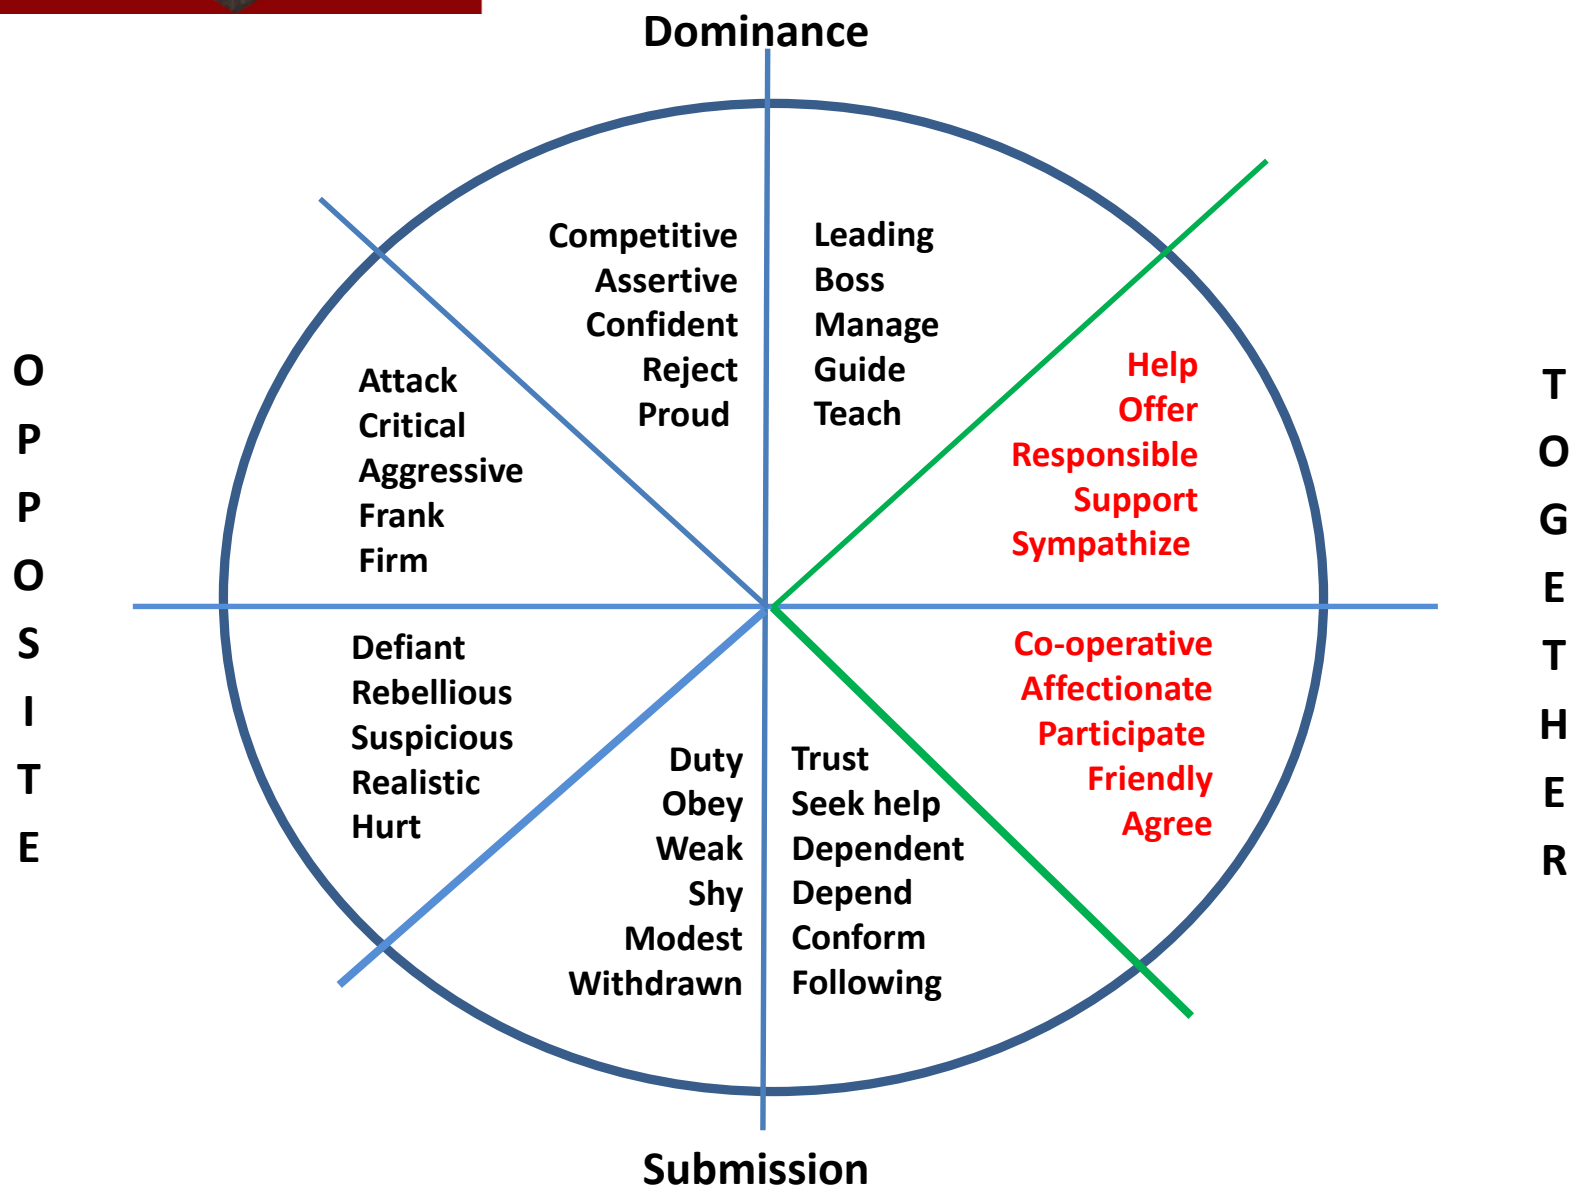 Dominance
Competitive
Assertive
Confident
Reject
Proud
Leading
Boss
Manage
Guide
Teach
Attack
Critical
Aggressive
Frank
Firm
Help
Offer
Responsible
Support
Sympathize
OPPOSITE
TOGETHER
Defiant
Rebellious
Suspicious
Realistic
Hurt
Duty
Obey
Weak
Shy
Modest
Withdrawn
Trust
Seek help
Dependent
Depend
Conform
Following
Co-operative
Affectionate
Participate
Friendly
Agree
Submission